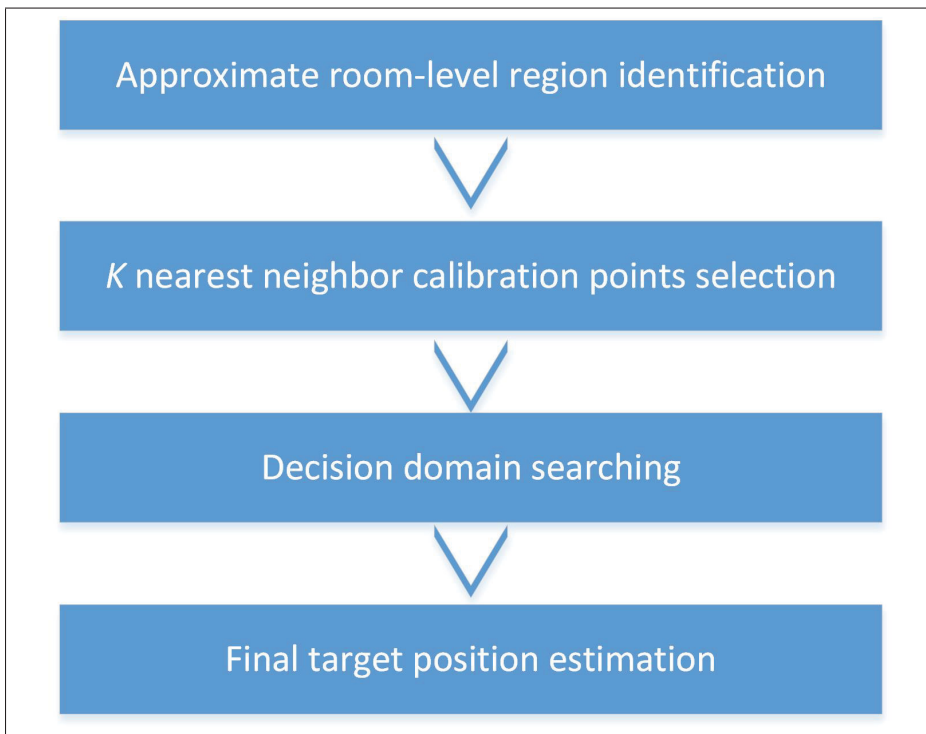 Approximate room-level region identification
K nearest neighbor calibration points selection
Decision domain searching
Final target position estimation